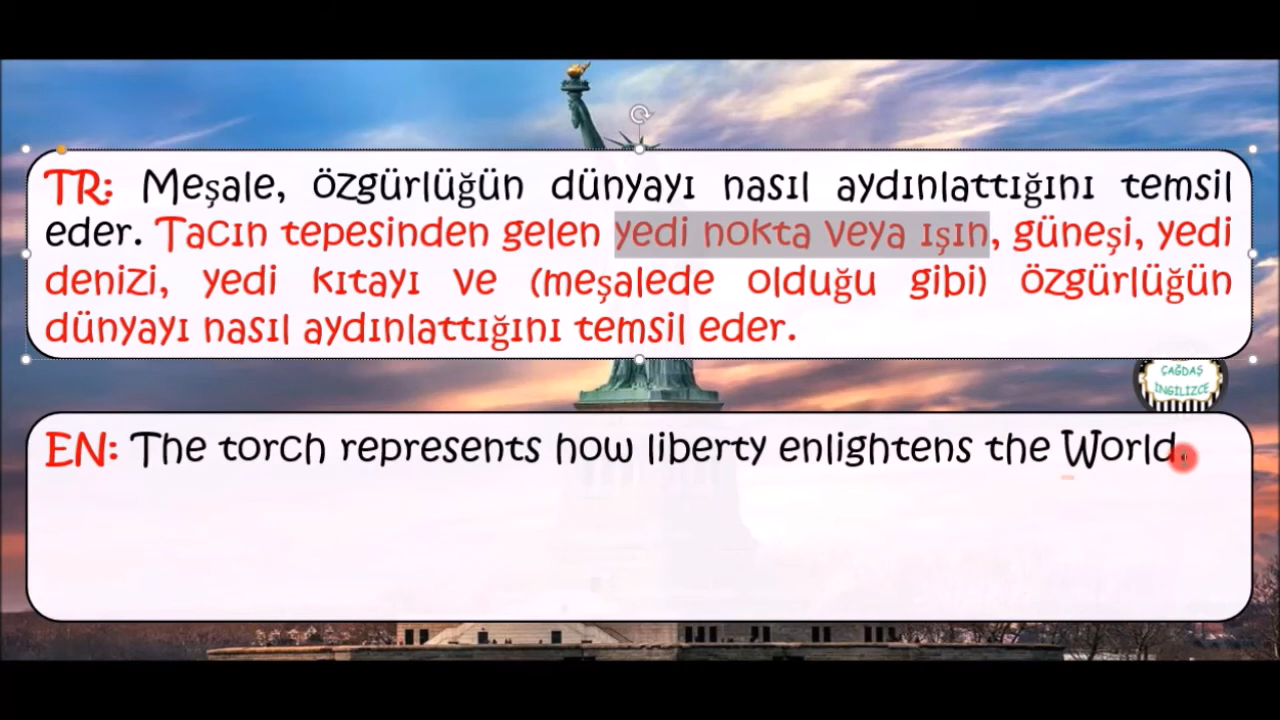 TR: Meşale, özgürlüğün dünyayı nasıl aydınlattığını temsil
eder. Tacın tepesinden gelen yedi nokta veya ışın, güneşi, yedi
denizi, yedi kıtayı ve (meşalede olduğu gibi) özgürlüğün
dünyayı nasıl aydınlattığını temsil eder.
ÇAĞDAŞ
İNGİLİZCE
EN: The torch represents how liberty enlightens the World.